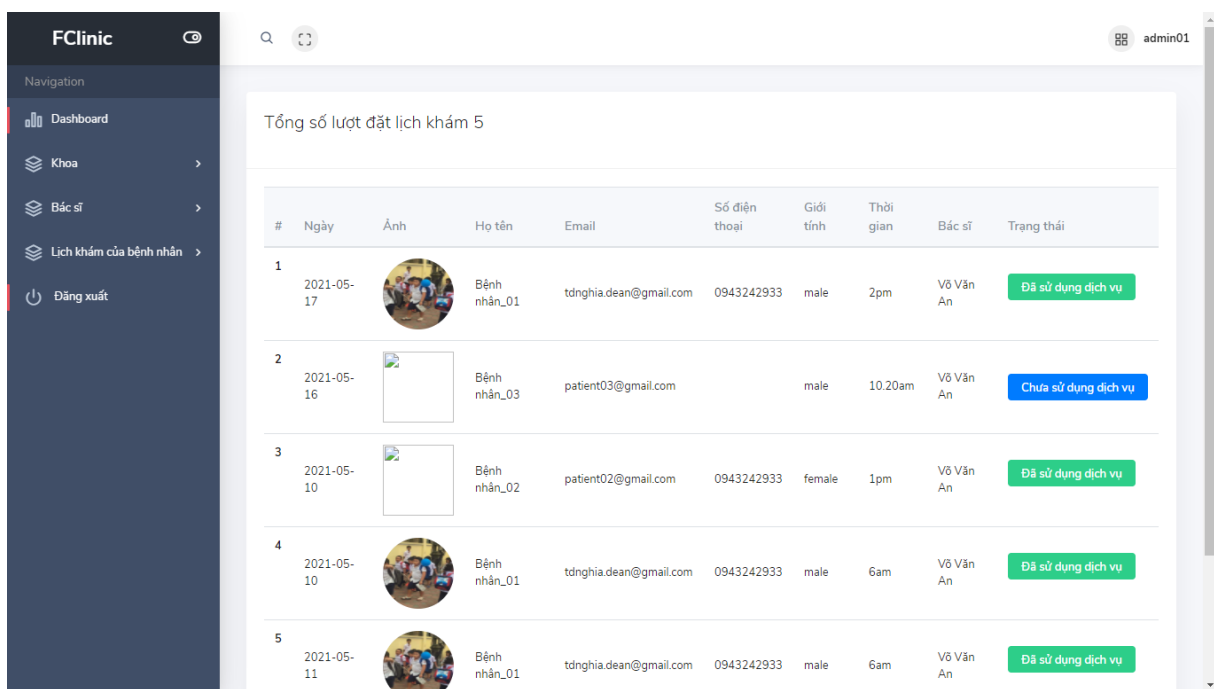 FClinic
admin01
Navigation
Dashboard
Khoa
Bác sĩ
Lịch khám của bệnh nhân
Đăng xuất
Tổng số lượt đặt lịch khám 5
# Ngày Ảnh Họ tên Email Số điện thoại Giới tính Thời gian Bác sĩ Trạng thái
1 2021-05-17 Bệnh nhân_01 tdnghia.dean@gmail.com 0943242933 male 2pm Võ Văn An Đã sử dụng dịch vụ
2 2021-05-16 Bệnh nhân_03 patient03@gmail.com male 10.20am Võ Văn An Chưa sử dụng dịch vụ
3 2021-05-10 Bệnh nhân_02 patient02@gmail.com 0943242933 female 1pm Võ Văn An Đã sử dụng dịch vụ
4 2021-05-10 Bệnh nhân_01 tdnghia.dean@gmail.com 0943242933 male 6am Võ Văn An Đã sử dụng dịch vụ
5 2021-05-11 Bệnh nhân_01 tdnghia.dean@gmail.com 0943242933 male 6am Võ Văn An Đã sử dụng dịch vụ